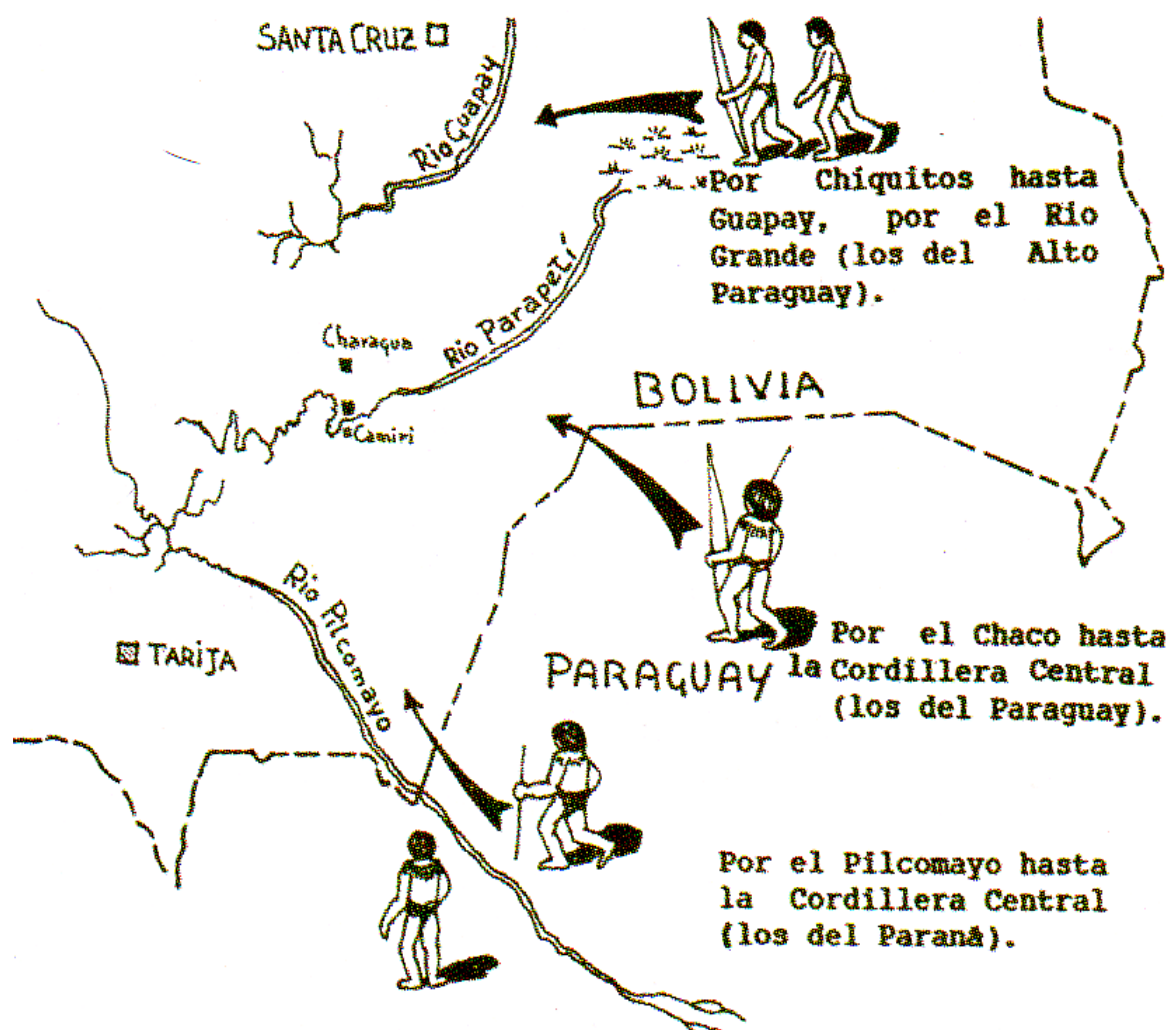 SANTA CRUZ
Rio Guapay
Por Chiquitos hasta
Guapay, por el Rio
Grande (los del Alto
Paraguay).
Rio Parapetí
Charagua
BOLIVIA
Camiri
Rio Pilcomayo
TARIJA
PARAGUAY
Por el Chaco hasta
la Cordillera Central
(los del Paraguay).
Por el Pilcomayo hasta
la Cordillera Central
(los del Paraná).